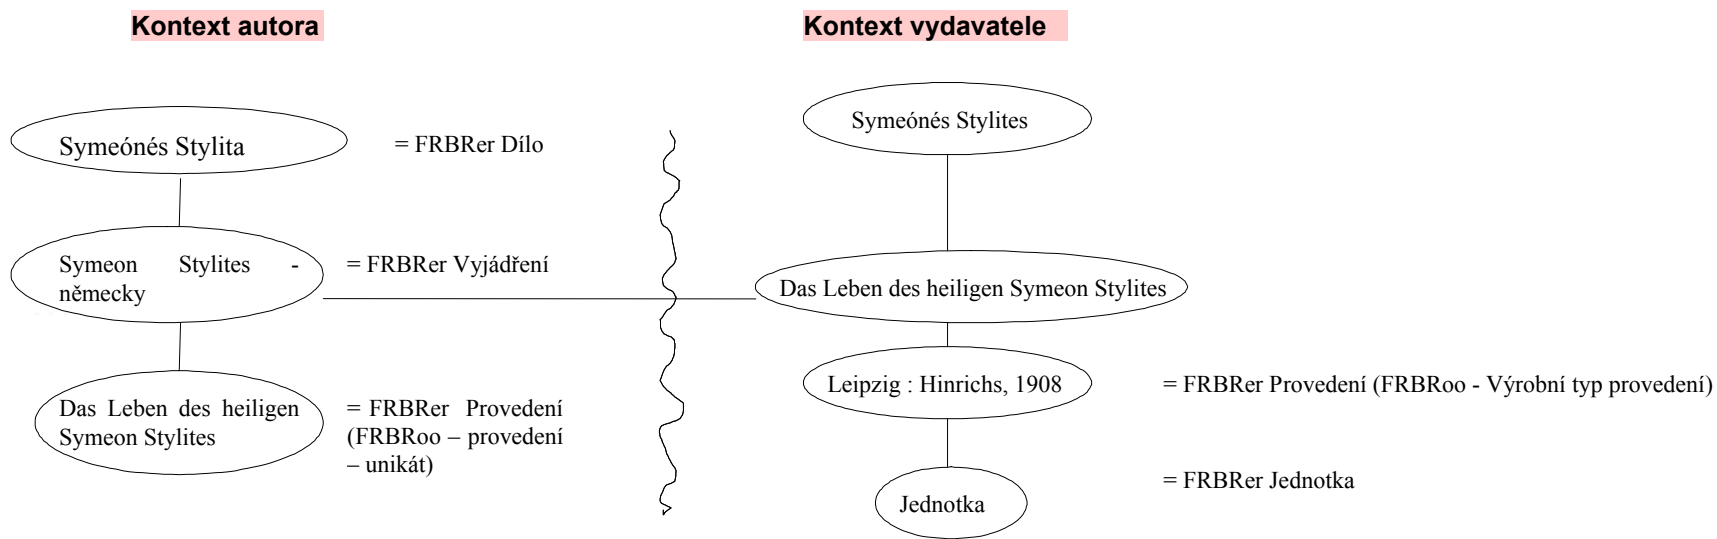 Kontext autora
Kontext vydavatele
Symeónés Stylita
= FRBRer Dílo
Symeónés Stylites
Symeon Stylites -
německy
= FRBRer Vyjádření
Das Leben des heiligen Symeon Stylites
Das Leben des heiligen
Symeon Stylites
= FRBRer Provedení
(FRBRoo – provedení
– unikát)
Leipzig : Hinrichs, 1908
= FRBRer Provedení (FRBRoo - Výrobní typ provedení)
Jednotka
= FRBRer Jednotka